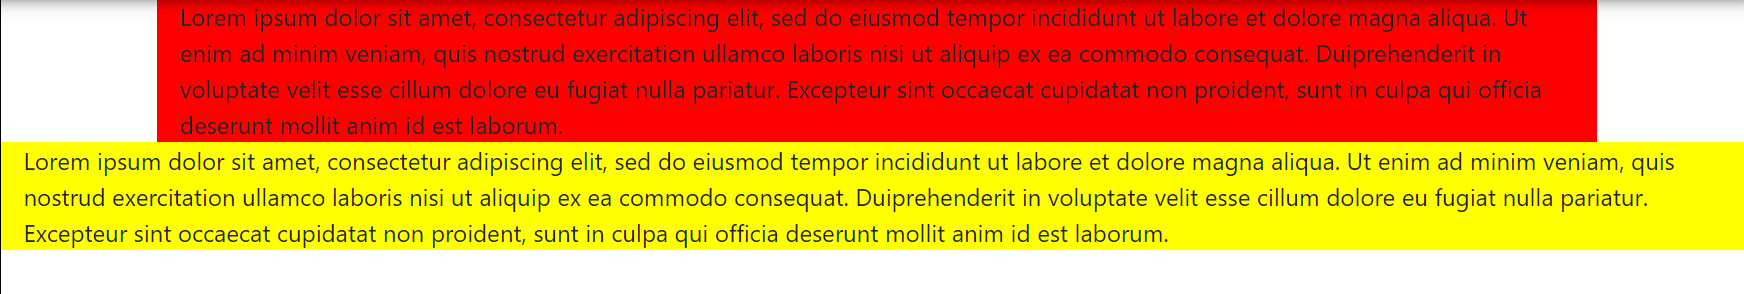 Lorem ipsum dolor sit amet, consectetur adipiscing elit, sed do eiusmod tempor incididunt ut labore et dolore magna aliqua. Ut
enim ad minim veniam, quis nostrud exercitation ullamco laboris nisi ut aliquip ex ea commodo consequat. Duiprehenderit in
voluptate velit esse cillum dolore eu fugiat nulla pariatur. Excepteur sint occaecat cupidatat non proident, sunt in culpa qui officia
deserunt mollit anim id est laborum.
Lorem ipsum dolor sit amet, consectetur adipiscing elit, sed do eiusmod tempor incididunt ut labore et dolore magna aliqua. Ut enim ad minim veniam, quis
nostrud exercitation ullamco laboris nisi ut aliquip ex ea commodo consequat. Duiprehenderit in voluptate velit esse cillum dolore eu fugiat nulla pariatur.
Excepteur sint occaecat cupidatat non proident, sunt in culpa qui officia deserunt mollit anim id est laborum.